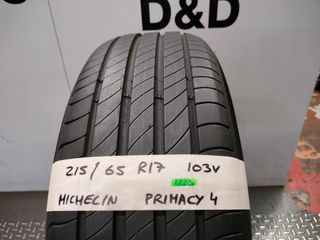 D&D
215/65 R17 103V
MICHELIN PRIMACY 4